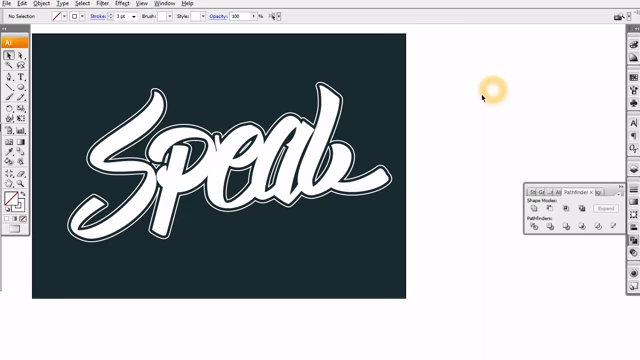 File Edit Object Type Select Filter Effect View Window Help
No Selection Stroke: 3 pt Brush: Style: Opacity: 100 %
Ai
Speak
Pathfinder
Shape Modes:
Expand
Pathfinders: